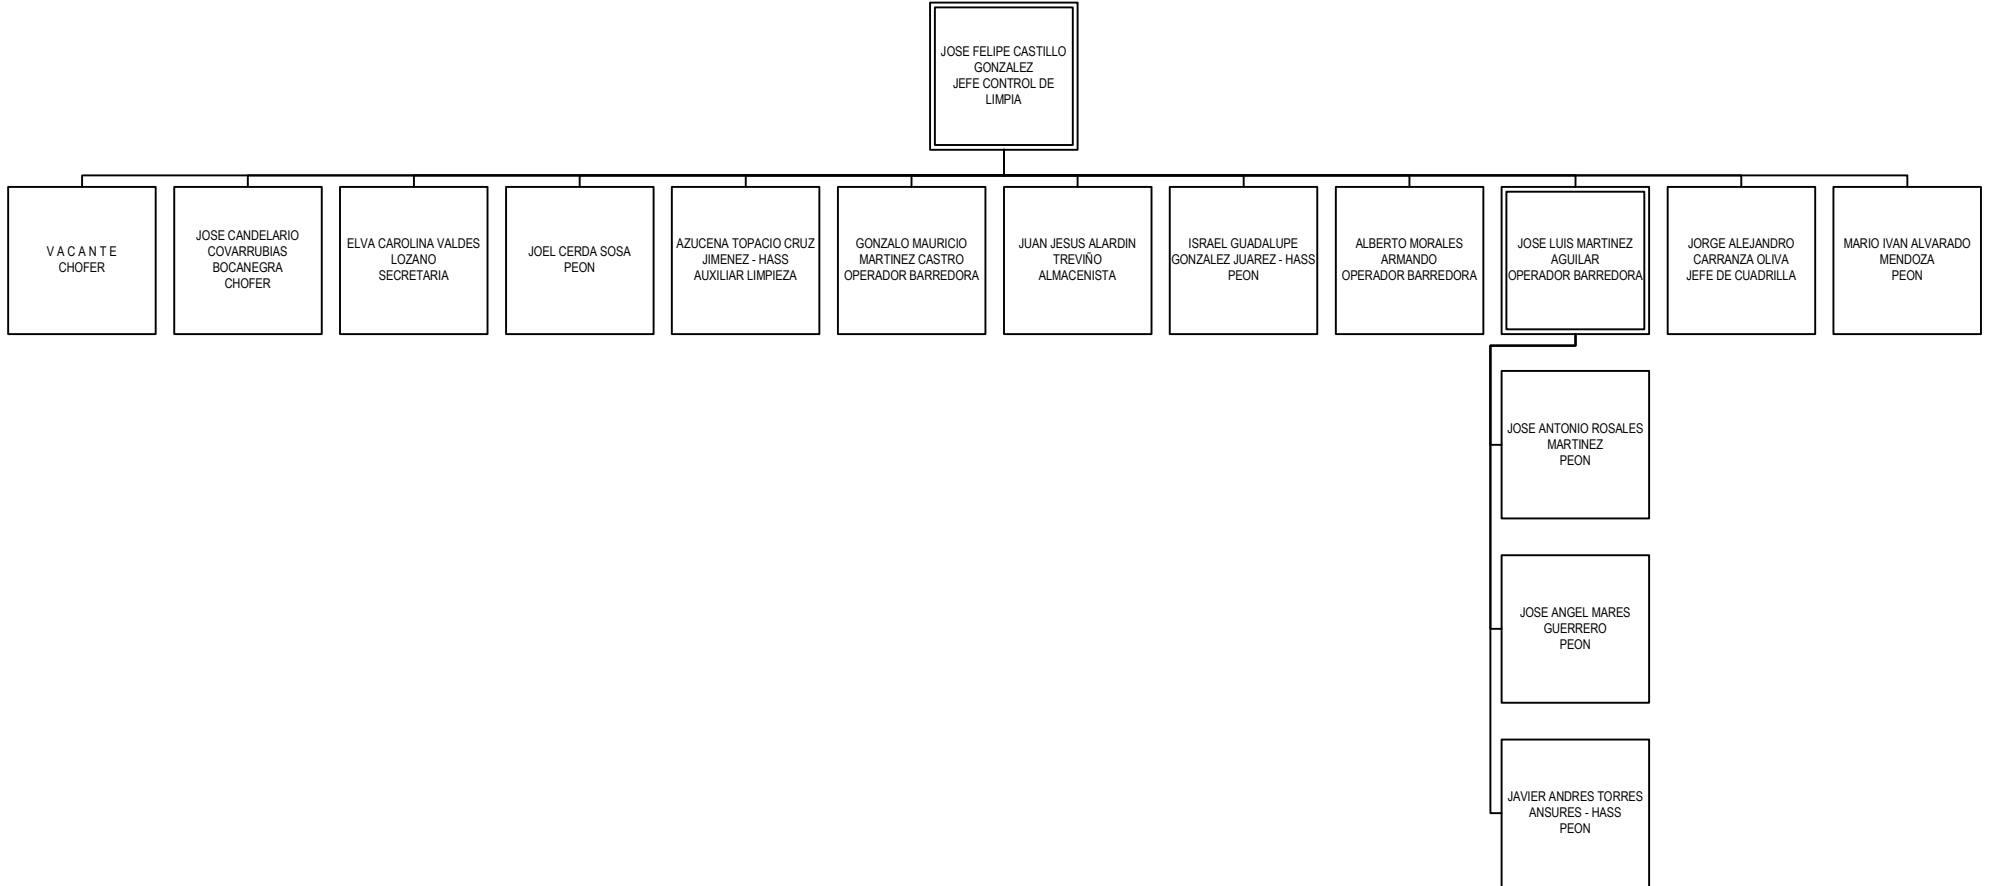 JOSE FELIPE CASTILLO
GONZALEZ
JEFE CONTROL DE
LIMPIA
V A C A N T E
CHOFER
JOSE CANDELARIO
COVARRUBIAS
BOCANEGRA
CHOFER
ELVA CAROLINA VALDES
LOZANO
SECRETARIA
JOEL CERDA SOSA
PEON
AZUCENA TOPACIO CRUZ
JIMENEZ - HASS
AUXILIAR LIMPIEZA
GONZALO MAURICIO
MARTINEZ CASTRO
OPERADOR BARREDORA
JUAN JESUS ALARDIN
TREVIÑO
ALMACENISTA
ISRAEL GUADALUPE
GONZALEZ JUAREZ - HASS
PEON
ALBERTO MORALES
ARMANDO
OPERADOR BARREDORA
JOSE LUIS MARTINEZ
AGUILAR
OPERADOR BARREDORA
JORGE ALEJANDRO
CARRANZA OLIVA
JEFE DE CUADRILLA
MARIO IVAN ALVARADO
MENDOZA
PEON
JOSE ANTONIO ROSALES
MARTINEZ
PEON
JOSE ANGEL MARES
GUERRERO
PEON
JAVIER ANDRES TORRES
ANSURES - HASS
PEON